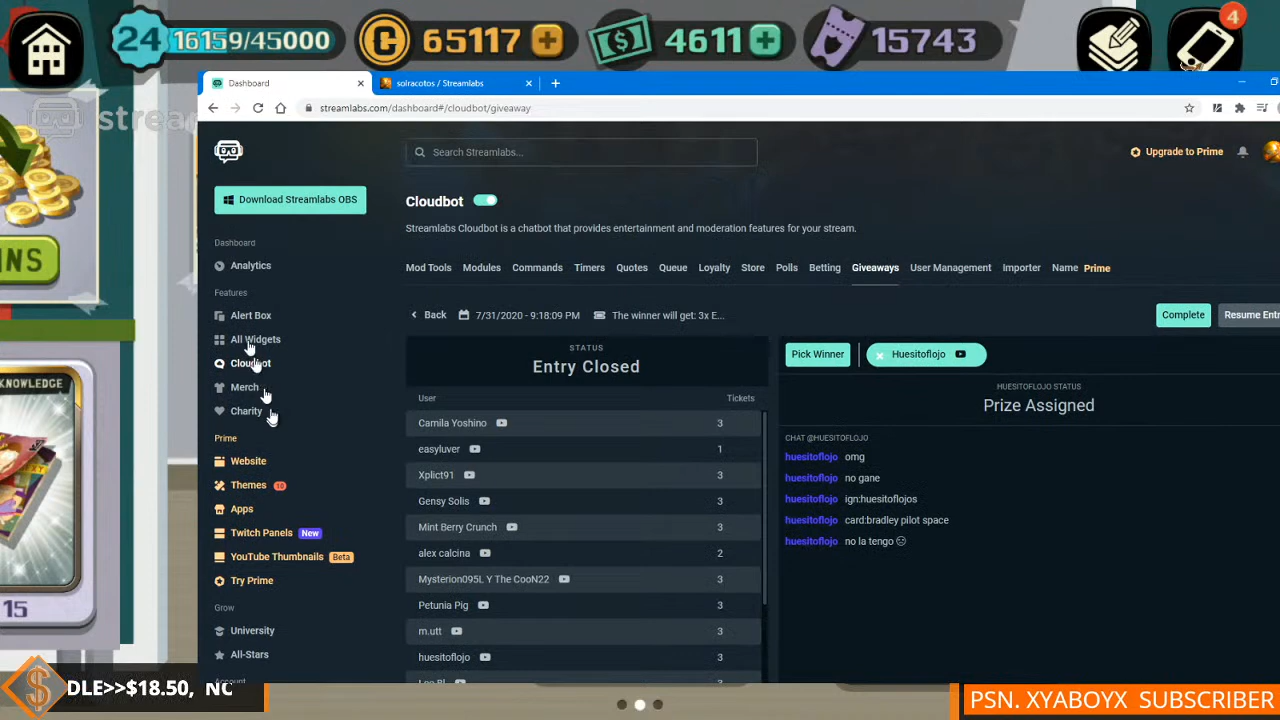 24 16159/45000 65117 4611 15743 4
Dashboard solracotos / Streamlabs
streamlabs.com/dashboard#/cloudbot/giveaway
strea
Search Streamlabs...
Upgrade to Prime
Download Streamlabs OBS
Dashboard
Analytics
Features
Alert Box
All Widgets
Cloudbot
Merch
Charity
Prime
Website
Themes 10
Apps
Twitch Panels New
YouTube Thumbnails Beta
Try Prime
Grow
University
All-Stars
Account
Cloudbot
Streamlabs Cloudbot is a chatbot that provides entertainment and moderation features for your stream.
Mod Tools Modules Commands Timers Quotes Queue Loyalty Store Polls Betting Giveaways User Management Importer Name Prime
Back 7/31/2020 - 9:18:09 PM The winner will get: 3x E...
Complete Resume Entr
STATUS
Entry Closed
User Tickets
Camila Yoshino 3
easyluver 1
Xplict91 3
Gensy Solis 3
Mint Berry Crunch 3
alex calcina 2
Mysterion095L Y The CooN22 3
Petunia Pig 3
m.utt 3
huesitoflojo 3
Pick Winner Huesitoflojo
HUESITOFLOJO STATUS
Prize Assigned
CHAT @HUESITOFLOJO
huesitoflojo omg
huesitoflojo no gane
huesitoflojo ign:huesitoflojos
huesitoflojo card:bradley pilot space
huesitoflojo no la tengo ☹
NS
KNOWLEDGE
15
DLE>>$18.50, NC
PSN. XYABOYX SUBSCRIBER